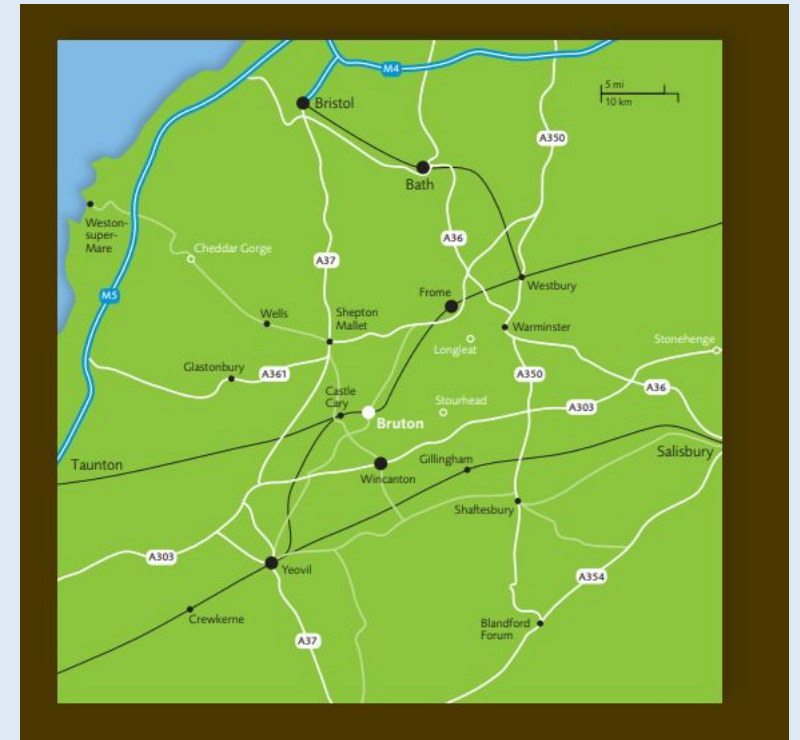 M4
5 mi
10 km
Bristol
A350
Bath
Weston-
super-
Mare
Cheddar Gorge
A36
A37
M5
Westbury
Frome
Wells
Shepton
Mallet
Warminster
Longleat
Stonehenge
Glastonbury
A361
A350
A36
Castle
Cary
Stourhead
A303
Bruton
Taunton
Gillingham
Salisbury
Wincanton
Shaftesbury
A303
Yeovil
A354
Crewkerne
Blandford
Forum
A37